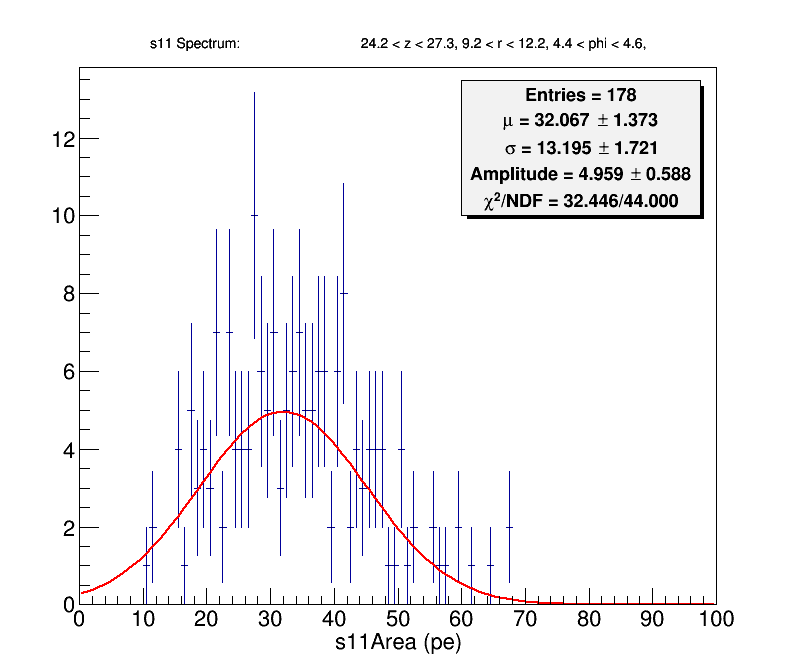 s11 Spectrum: 24.2 < z < 27.3, 9.2 < r < 12.2, 4.4 < phi < 4.6,
Entries = 178
μ = 32.067 ± 1.373
σ = 13.195 ± 1.721
Amplitude = 4.959 ± 0.588
χ²/NDF = 32.446/44.000
12
10
8
6
4
2
0
0 10 20 30 40 50 60 70 80 90 100
s11Area (pe)